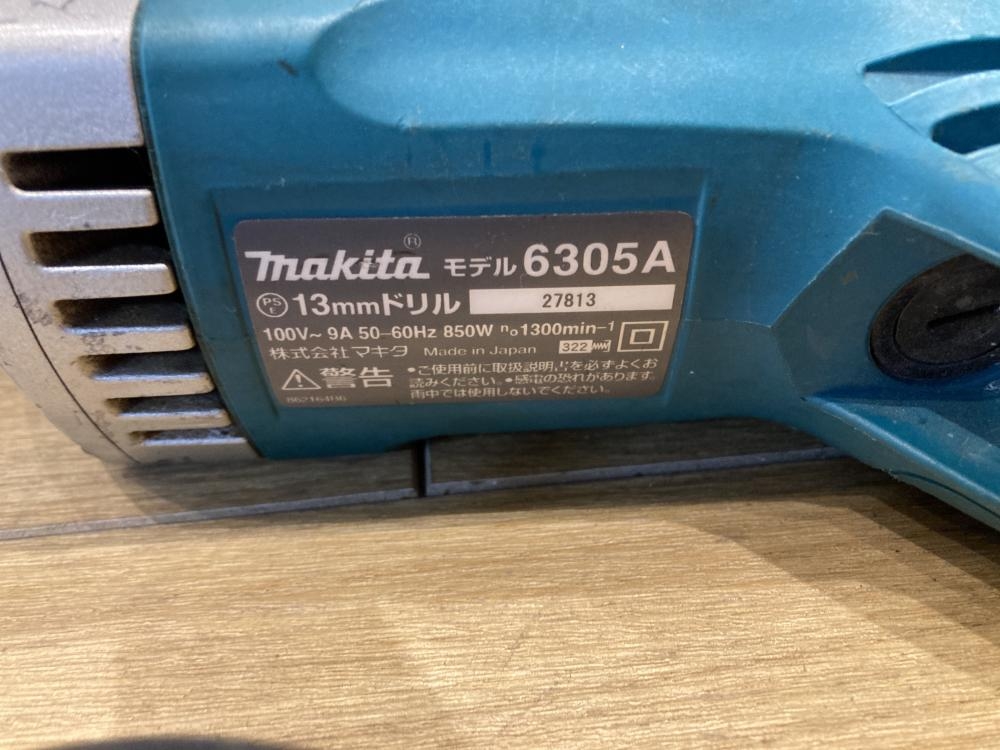 makita® モデル 6305A
PSE 13mmドリル 27813
100V～ 9A 50-60Hz 850W n₀1300min⁻¹
株式会社マキタ Made in Japan 322
警告 •ご使用前に取扱説明書を必ずよくお
読みください。•感電の恐れがあります。
雨中では使用しないでください。
862164B6